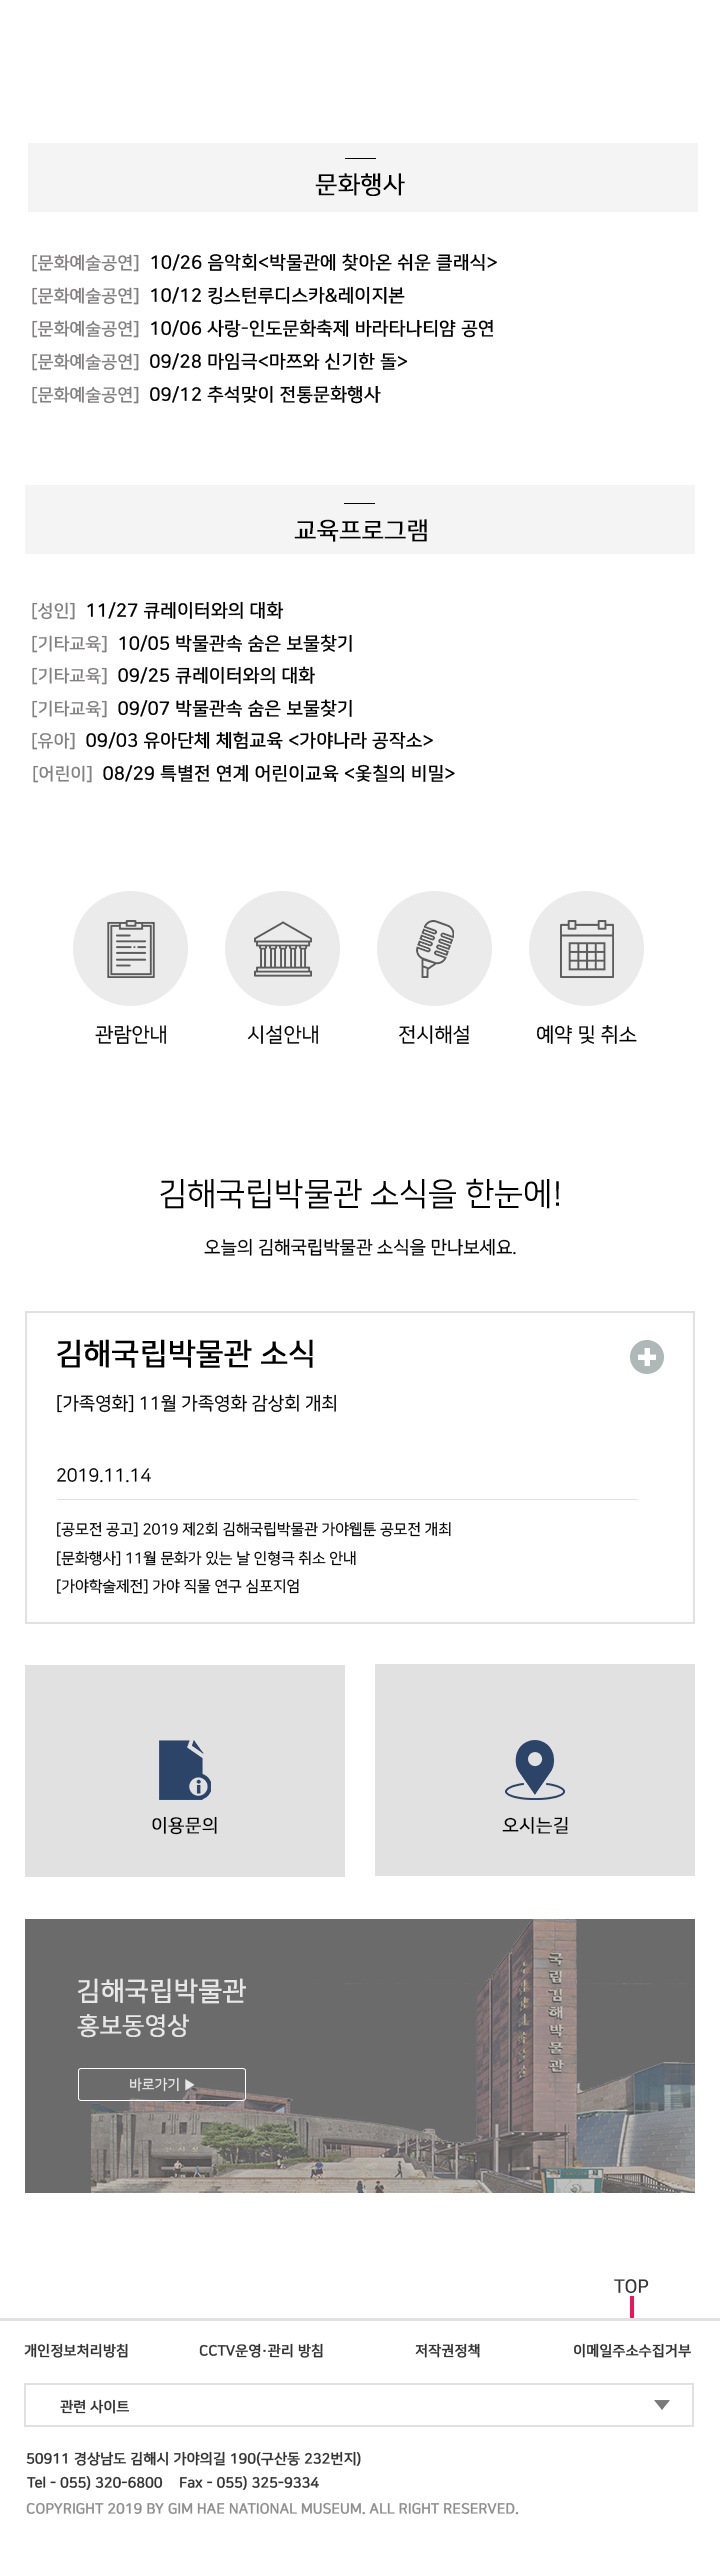 문화행사
[문화예술공연] 10/26 음악회<박물관에 찾아온 쉬운 클래식>
[문화예술공연] 10/12 킹스턴루디스카&레이지본
[문화예술공연] 10/06 사랑-인도문화축제 바라타나티얌 공연
[문화예술공연] 09/28 마임극<마쯔와 신기한 돌>
[문화예술공연] 09/12 추석맞이 전통문화행사
교육프로그램
[성인] 11/27 큐레이터와의 대화
[기타교육] 10/05 박물관속 숨은 보물찾기
[기타교육] 09/25 큐레이터와의 대화
[기타교육] 09/07 박물관속 숨은 보물찾기
[유아] 09/03 유아단체 체험교육 <가야나라 공작소>
[어린이] 08/29 특별전 연계 어린이교육 <옻칠의 비밀>
관람안내 시설안내 전시해설 예약 및 취소
김해국립박물관 소식을 한눈에!
오늘의 김해국립박물관 소식을 만나보세요.
김해국립박물관 소식
[가족영화] 11월 가족영화 감상회 개최
2019.11.14
[공모전 공고] 2019 제2회 김해국립박물관 가야웹툰 공모전 개최
[문화행사] 11월 문화가 있는 날 인형극 취소 안내
[가야학술제전] 가야 직물 연구 심포지엄
이용문의 오시는길
김해국립박물관
홍보동영상
바로가기 ▶
국립김해박물관
TOP
개인정보처리방침 CCTV운영·관리 방침 저작권정책 이메일주소수집거부
관련 사이트
50911 경상남도 김해시 가야의길 190(구산동 232번지)
Tel - 055) 320-6800 Fax - 055) 325-9334
COPYRIGHT 2019 BY GIM HAE NATIONAL MUSEUM. ALL RIGHT RESERVED.